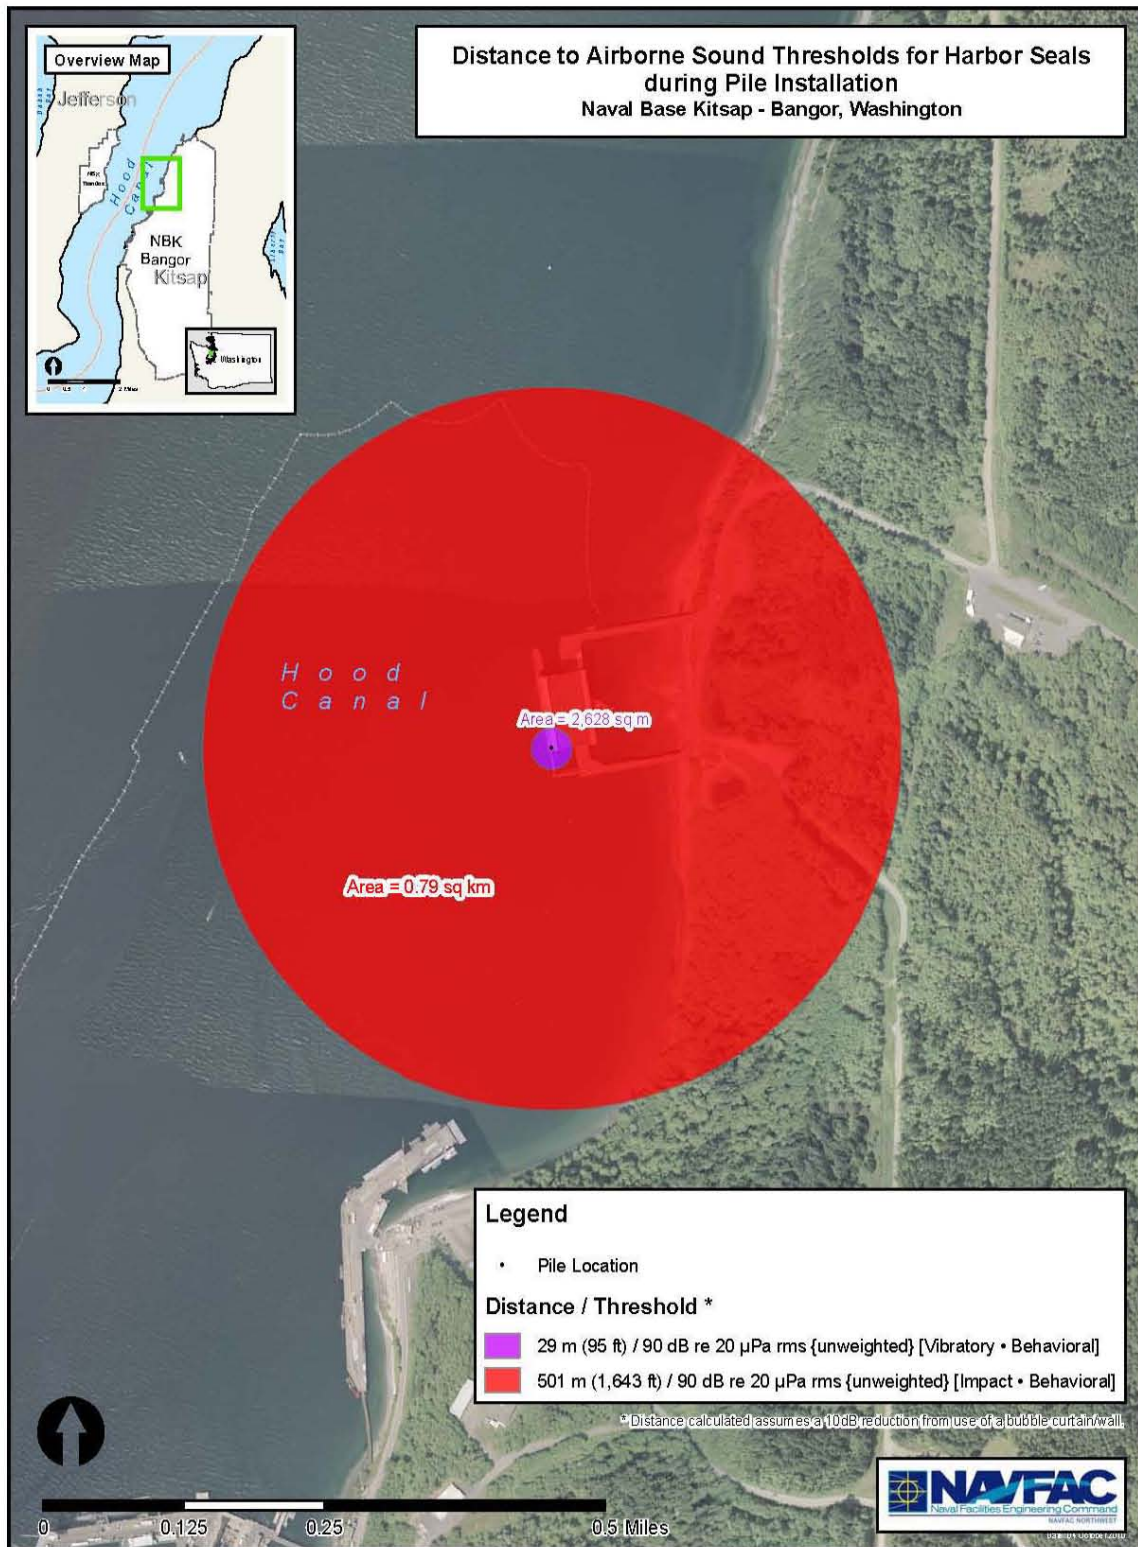 Distance to Airborne Sound Thresholds for Harbor Seals
during Pile Installation
Naval Base Kitsap - Bangor, Washington
Overview Map
Jefferson
Hood
Canal
NBK
Bangor
Kitsap
Washington
Hood
Canal
Area = 2,628 sq m
Area = 0.79 sq km
Legend
Pile Location
Distance / Threshold *
29 m (95 ft) / 90 dB re 20 µPa rms {unweighted} [Vibratory • Behavioral]
501 m (1,643 ft) / 90 dB re 20 µPa rms {unweighted} [Impact • Behavioral]
* Distance calculated assumes a 10dB reduction from use of a bubble curtain/wall.
NAVFAC
Naval Facilities Engineering Command
NAVFAC NORTHWEST
0 0.125 0.25 0.5 Miles